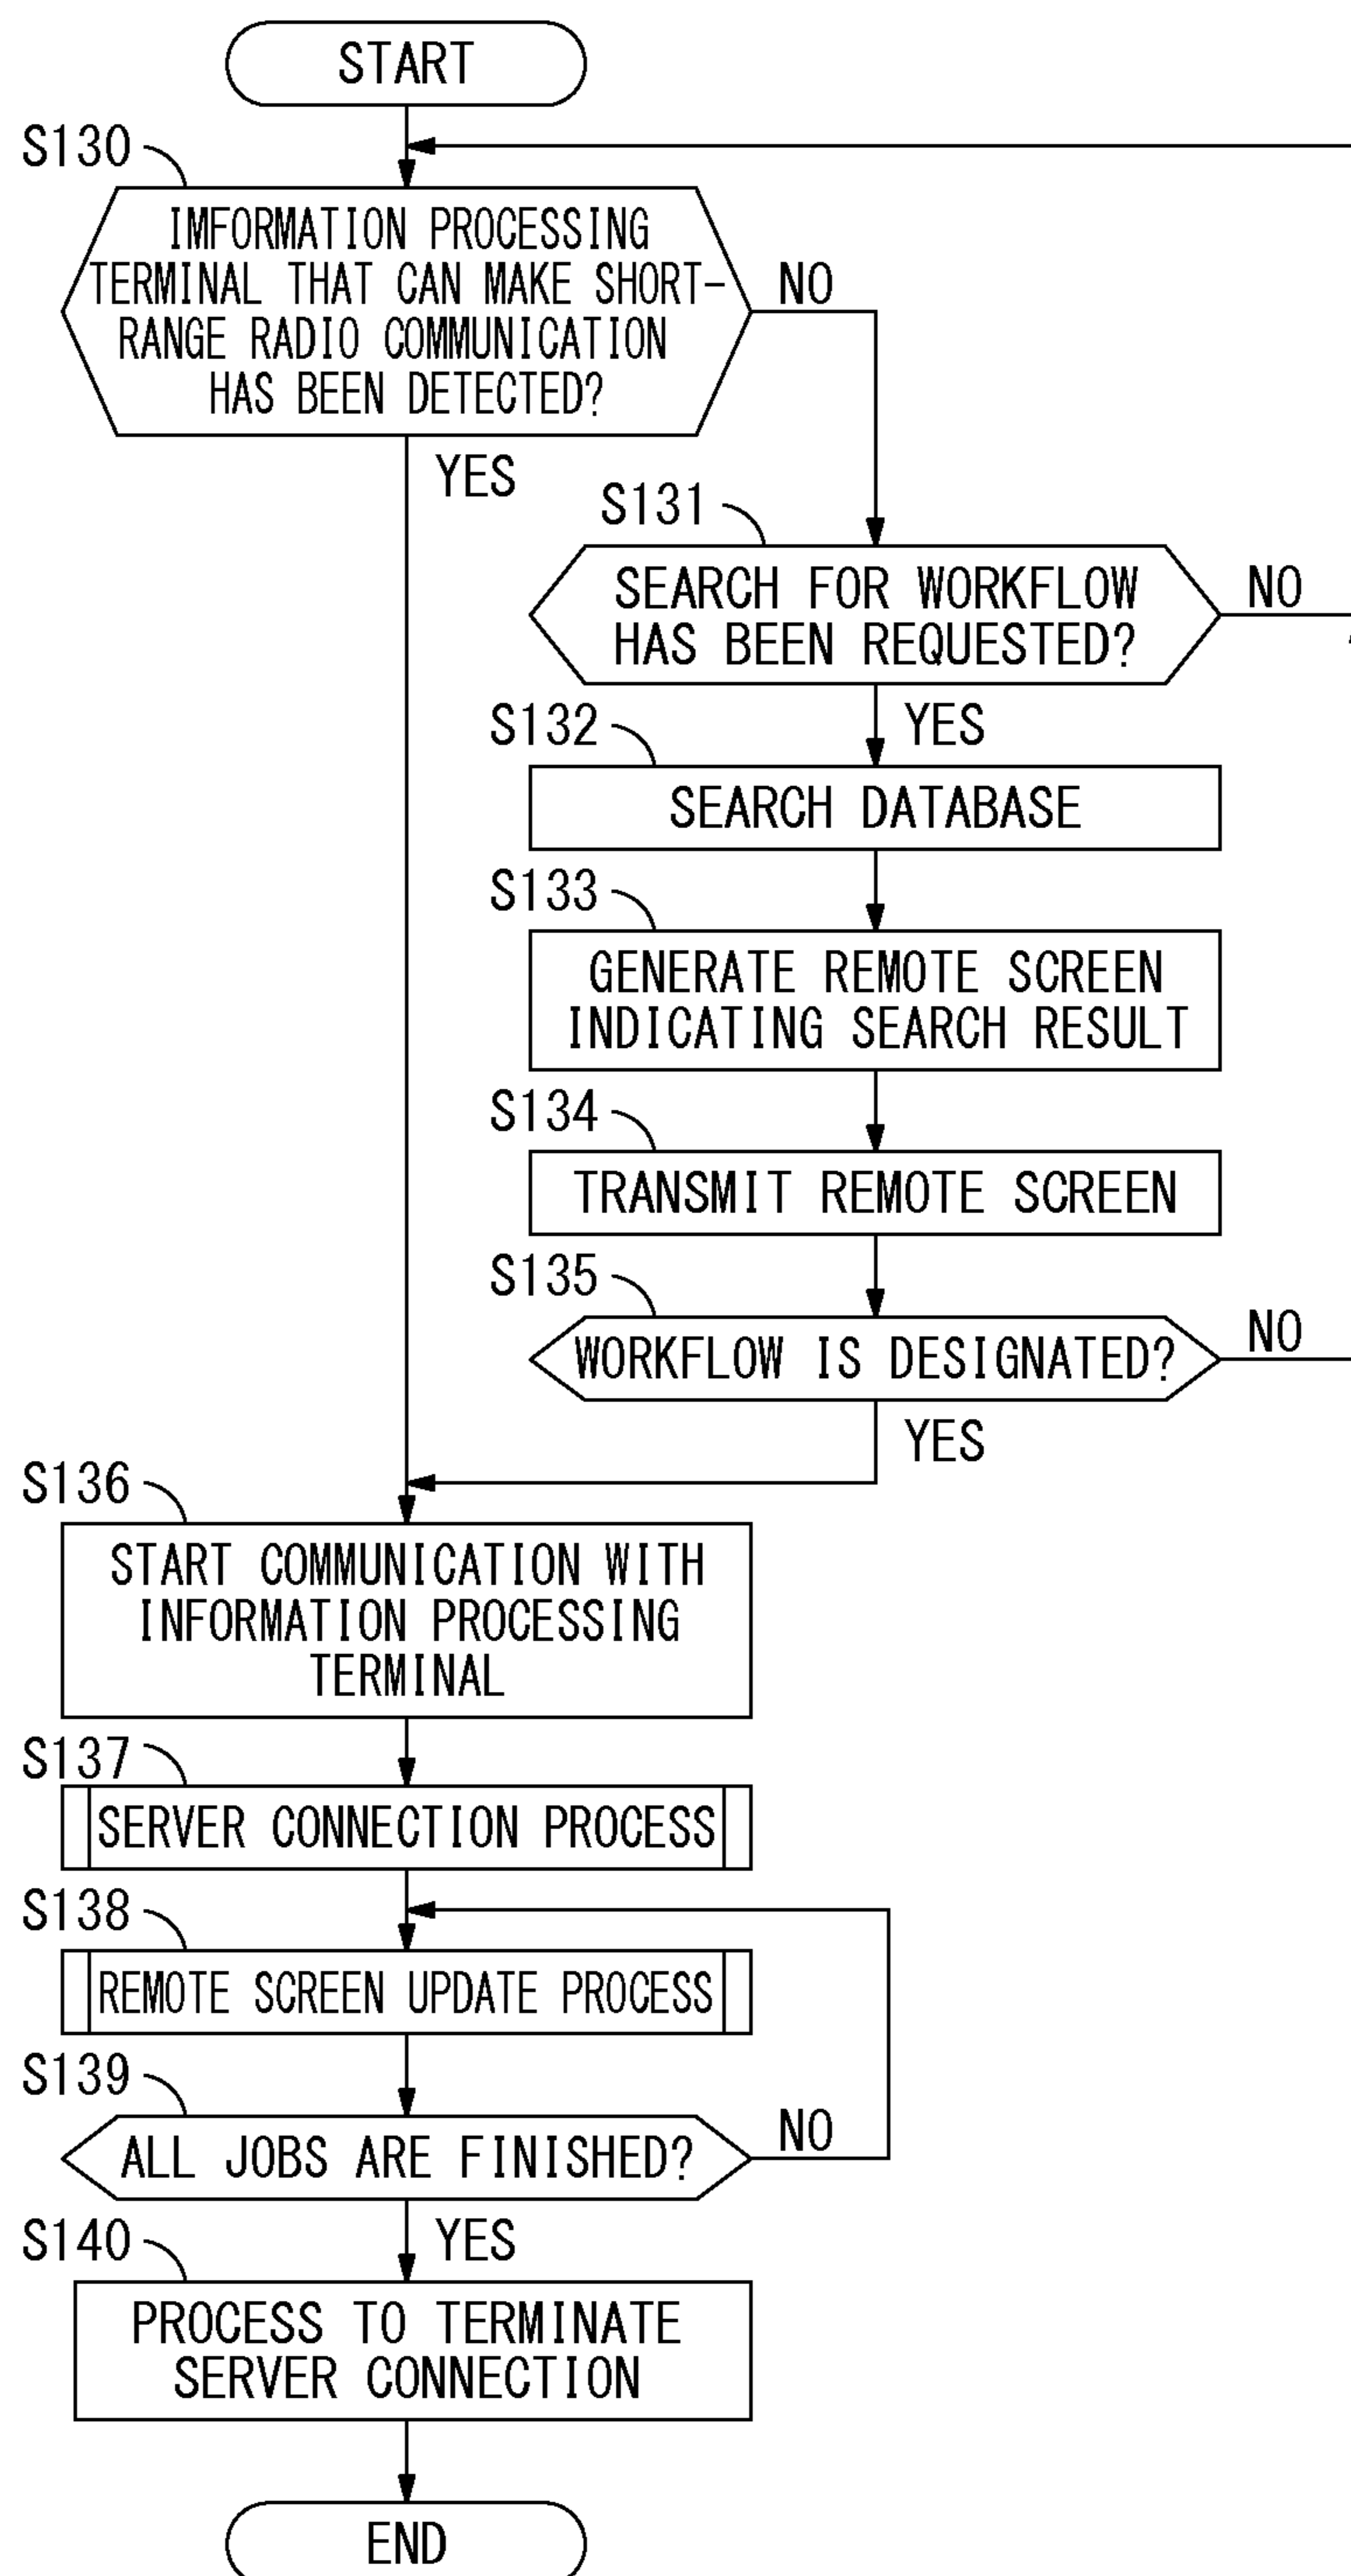 START
S130
IMFORMATION PROCESSING
TERMINAL THAT CAN MAKE SHORT-
RANGE RADIO COMMUNICATION
HAS BEEN DETECTED?
NO
YES
S131
SEARCH FOR WORKFLOW
HAS BEEN REQUESTED?
NO
YES
S132
SEARCH DATABASE
S133
GENERATE REMOTE SCREEN
INDICATING SEARCH RESULT
S134
TRANSMIT REMOTE SCREEN
S135
WORKFLOW IS DESIGNATED?
NO
YES
S136
START COMMUNICATION WITH
INFORMATION PROCESSING
TERMINAL
S137
SERVER CONNECTION PROCESS
S138
REMOTE SCREEN UPDATE PROCESS
S139
ALL JOBS ARE FINISHED?
NO
YES
S140
PROCESS TO TERMINATE
SERVER CONNECTION
END